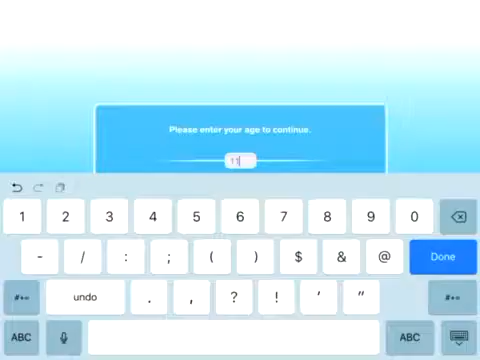 Please enter your age to continue.
11
1 2 3 4 5 6 7 8 9 0
- / : ; ( ) $ & @ Done
#+= undo . , ? ! ' " #+=
ABC ABC